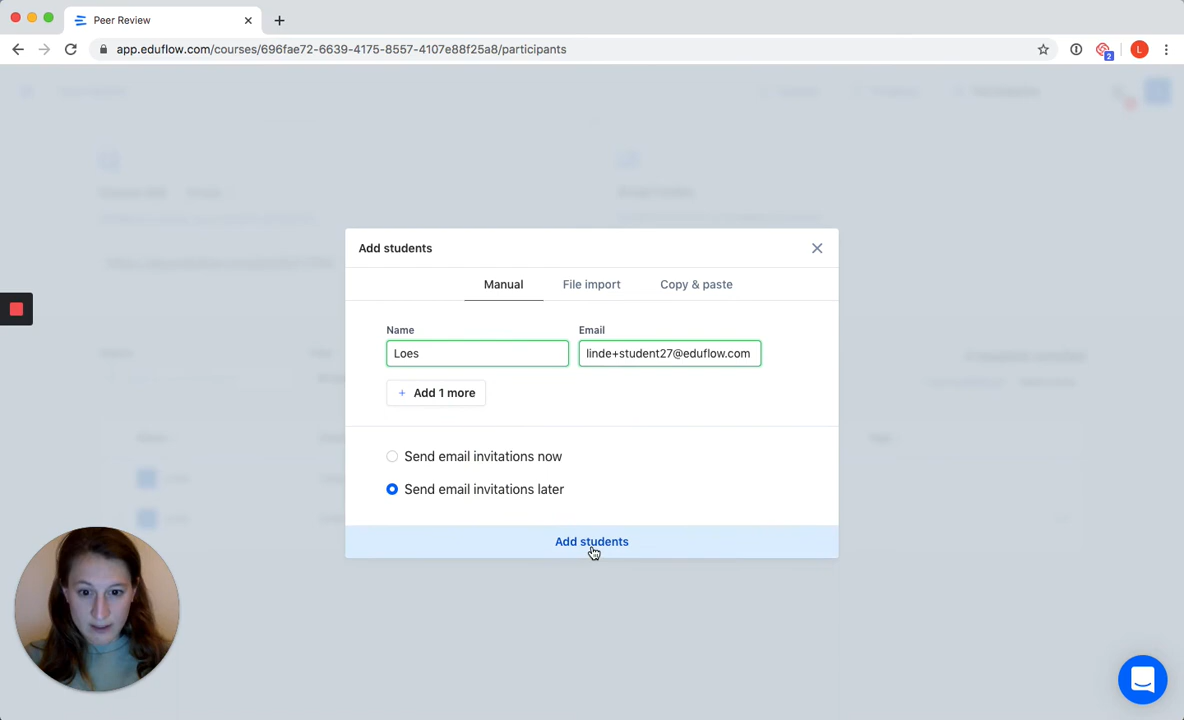 Peer Review
app.eduflow.com/courses/696fae72-6639-4175-8557-4107e88f25a8/participants
2
L
Add students
Manual
File import
Copy & paste
Name
Email
Loes
linde+student27@eduflow.com
+ Add 1 more
Send email invitations now
Send email invitations later
Add students